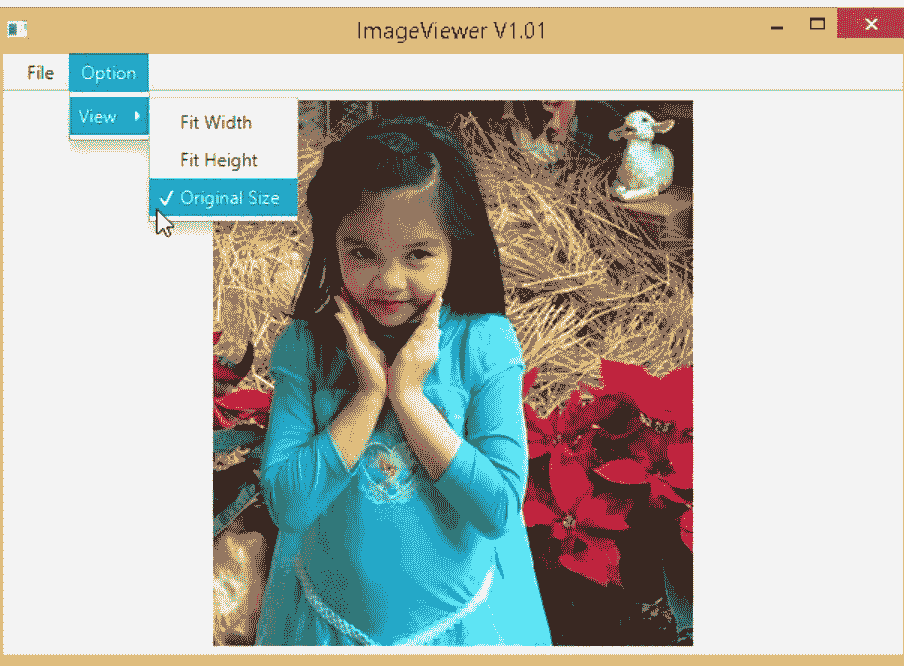 ImageViewer V1.01
File Option
View
Fit Width
Fit Height
Original Size